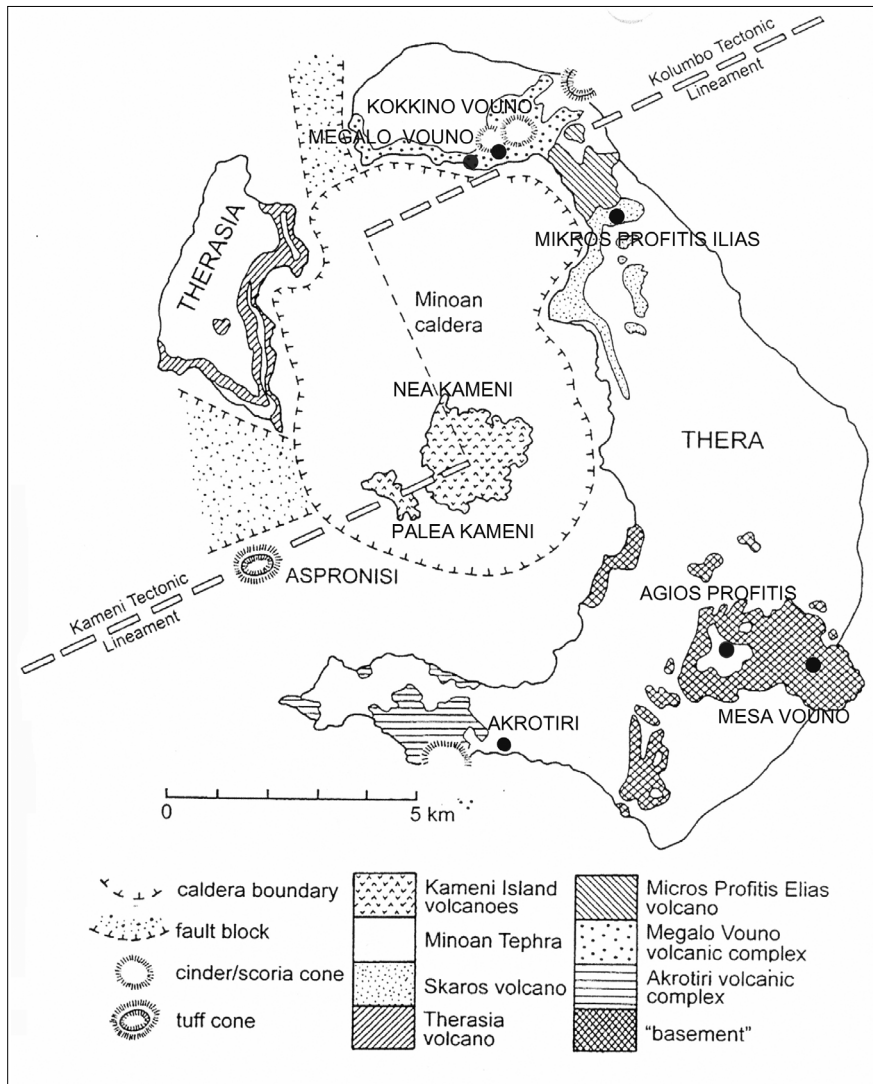 Kolumbo Tectonic
Lineament
KOKKINO VOUNO
MEGALO VOUNO
MIKROS PROFITIS ILIAS
THERASIA
Minoan
caldera
NEA KAMENI
THERA
PALEA KAMENI
ASPRONISI
AGIOS PROFITIS
Kameni Tectonic
Lineament
MESA VOUNO
AKROTIRI
0
5 km
caldera boundary
fault block
cinder/scoria cone
tuff cone
Kameni Island
volcanoes
Minoan Tephra
Skaros volcano
Therasia
volcano
Micros Profitis Elias
volcano
Megalo Vouno
volcanic complex
Akrotiri volcanic
complex
“basement”